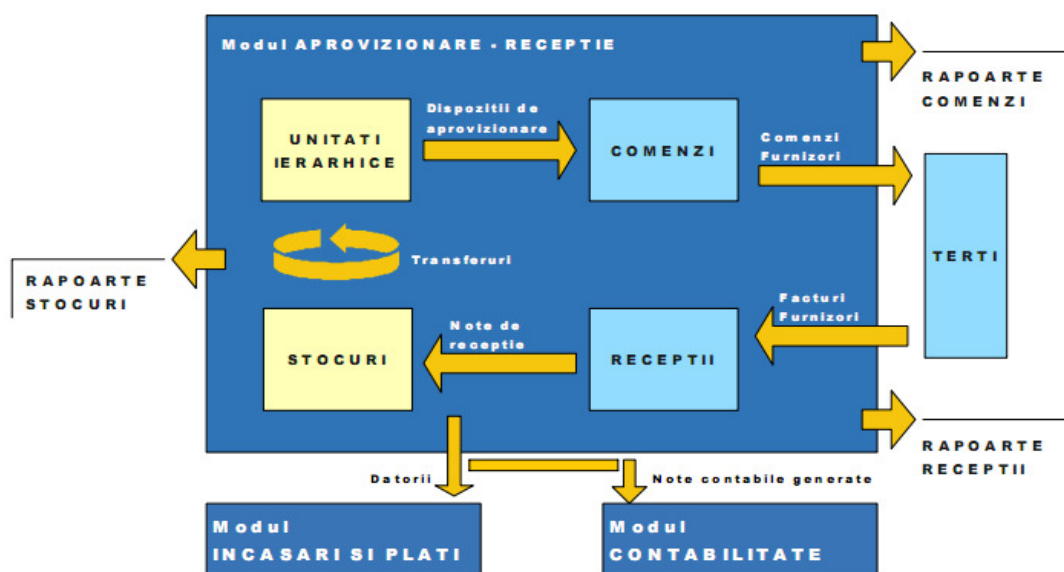 Modul APROVIZIONARE - RECEPTIE
RAPOARTE
COMENZI
UNITATI
IERARHICE
Dispozitii de
aprovizionare
COMENZI
Comenzi
Furnizori
TERTI
Transferuri
RAPOARTE
STOCURI
STOCURI
Note de
receptie
RECEPTII
Facturi
Furnizori
RAPOARTE
RECEPTII
Datorii
Note contabile generate
Modul
INCASARI SI PLATI
Modul
CONTABILITATE